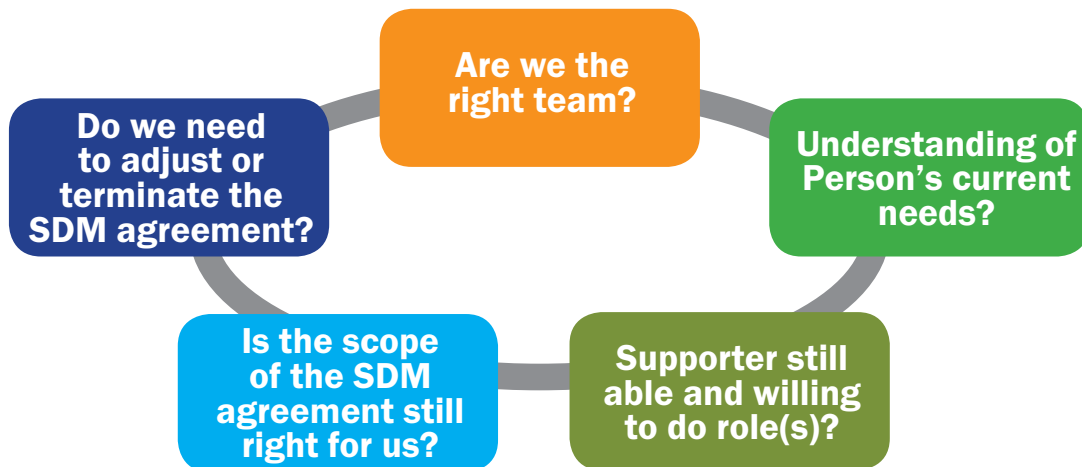 Are we the
right team?
Understanding of
Person’s current
needs?
Supporter still
able and willing
to do role(s)?
Is the scope
of the SDM
agreement still
right for us?
Do we need
to adjust or
terminate the
SDM agreement?